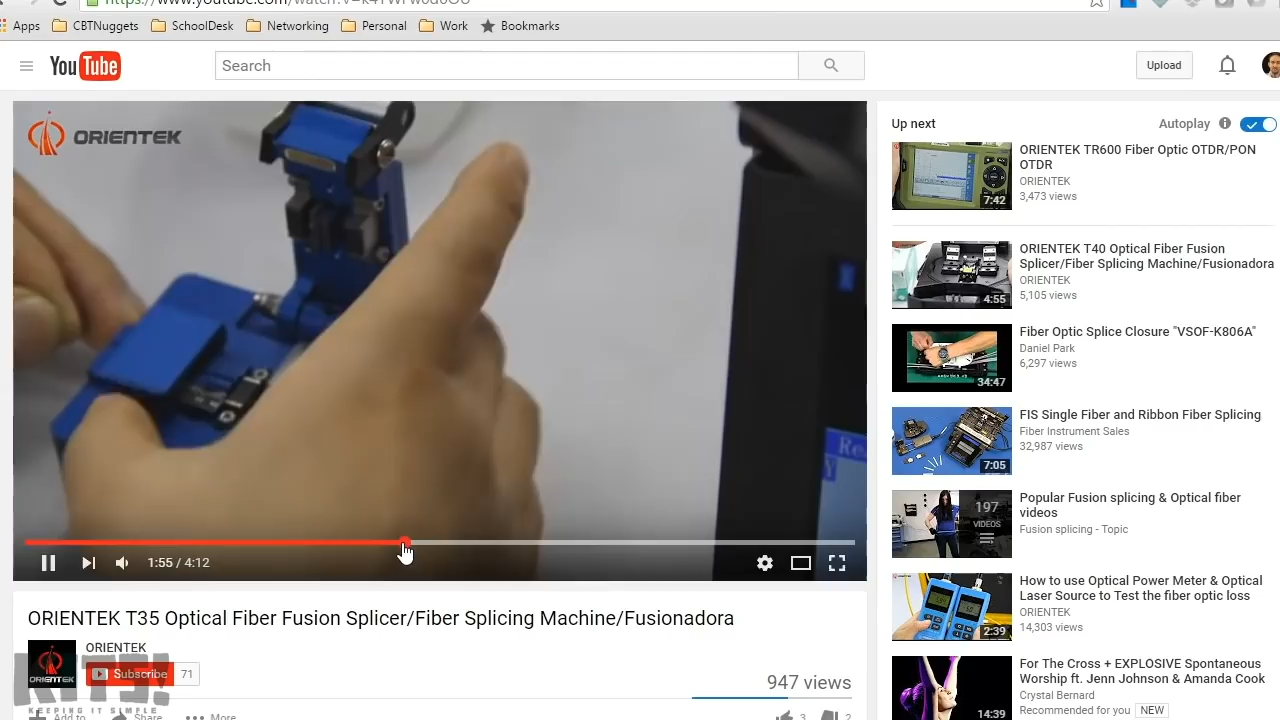 Apps CBTNuggets SchoolDesk Networking Personal Work Bookmarks
YouTube
Search
Upload
ORIENTEK
Up next
Autoplay
ORIENTEK TR600 Fiber Optic OTDR/PON
OTDR
ORIENTEK
3,473 views
7:42
ORIENTEK T40 Optical Fiber Fusion
Splicer/Fiber Splicing Machine/Fusionadora
ORIENTEK
5,105 views
4:55
Fiber Optic Splice Closure "VSOF-K806A"
Daniel Park
6,297 views
34:47
FIS Single Fiber and Ribbon Fiber Splicing
Fiber Instrument Sales
32,987 views
7:05
Popular Fusion splicing & Optical fiber
videos
Fusion splicing - Topic
197
VIDEOS
How to use Optical Power Meter & Optical
Laser Source to Test the fiber optic loss
ORIENTEK
14,303 views
2:39
For The Cross + EXPLOSIVE Spontaneous
Worship ft. Jenn Johnson & Amanda Cook
Crystal Bernard
Recommended for you NEW
14:39
1:55 / 4:12
ORIENTEK T35 Optical Fiber Fusion Splicer/Fiber Splicing Machine/Fusionadora
ORIENTEK
Subscribe 71
947 views
KITS!
KEEPING IT SIMPLE
Add to Share More
3 2